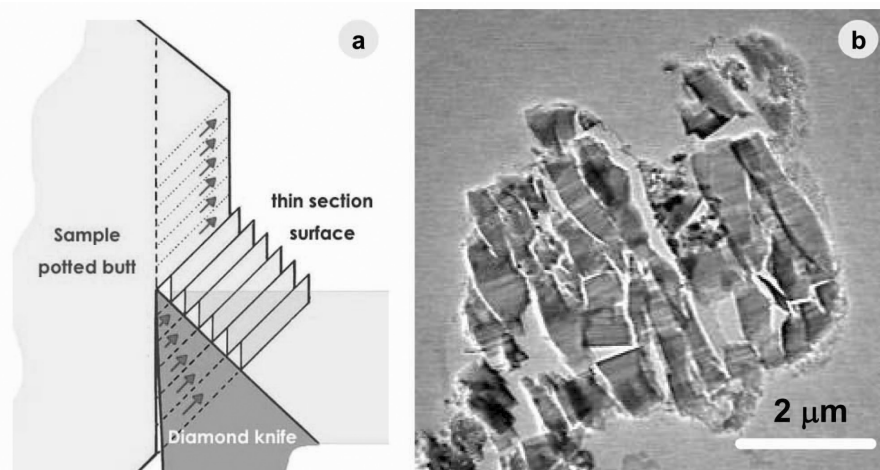 a
thin section
surface
Sample
potted butt
Diamond knife
b
2 μm